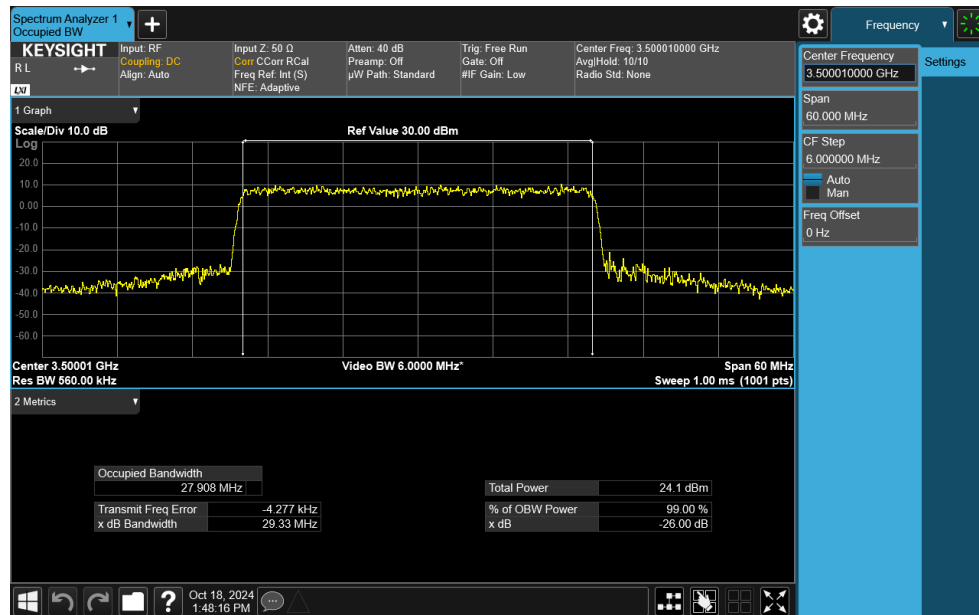 Spectrum Analyzer 1
Occupied BW
Frequency
KEYSIGHT
R L
LXI
Input: RF
Coupling: DC
Align: Auto
Input Z: 50 Ω
Corr CCorr RCal
Freq Ref: Int (S)
NFE: Adaptive
Atten: 40 dB
Preamp: Off
µW Path: Standard
Trig: Free Run
Gate: Off
#IF Gain: Low
Center Freq: 3.500010000 GHz
Avg|Hold: 10/10
Radio Std: None
Center Frequency
3.500010000 GHz
Settings
Span
60.000 MHz
CF Step
6.000000 MHz
Auto
Man
Freq Offset
0 Hz
1 Graph
Scale/Div 10.0 dB
Ref Value 30.00 dBm
Log
20.0
10.0
0.00
-10.0
-20.0
-30.0
-40.0
-50.0
-60.0
Center 3.50001 GHz
Video BW 6.0000 MHz*
Span 60 MHz
Res BW 560.00 kHz
Sweep 1.00 ms (1001 pts)
2 Metrics
Occupied Bandwidth
27.908 MHz
Transmit Freq Error -4.277 kHz
x dB Bandwidth 29.33 MHz
Total Power 24.1 dBm
% of OBW Power 99.00 %
x dB -26.00 dB
?
Oct 18, 2024
1:48:16 PM